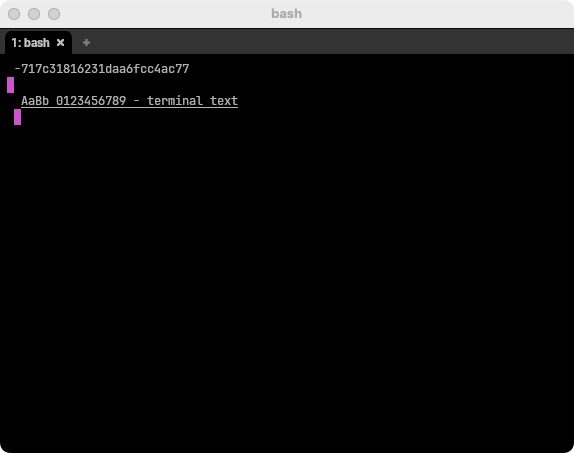 bash
1: bash × +
-717c31816231daa6fcc4ac77
AaBb 0123456789 - terminal text